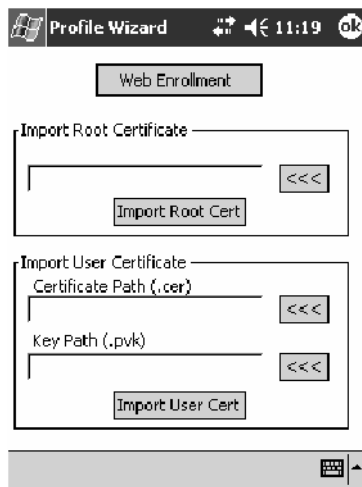 Profile Wizard 11:19 ok
Web Enrollment
Import Root Certificate
<<<
Import Root Cert
Import User Certificate
Certificate Path (.cer)
<<<
Key Path (.pvk)
<<<
Import User Cert